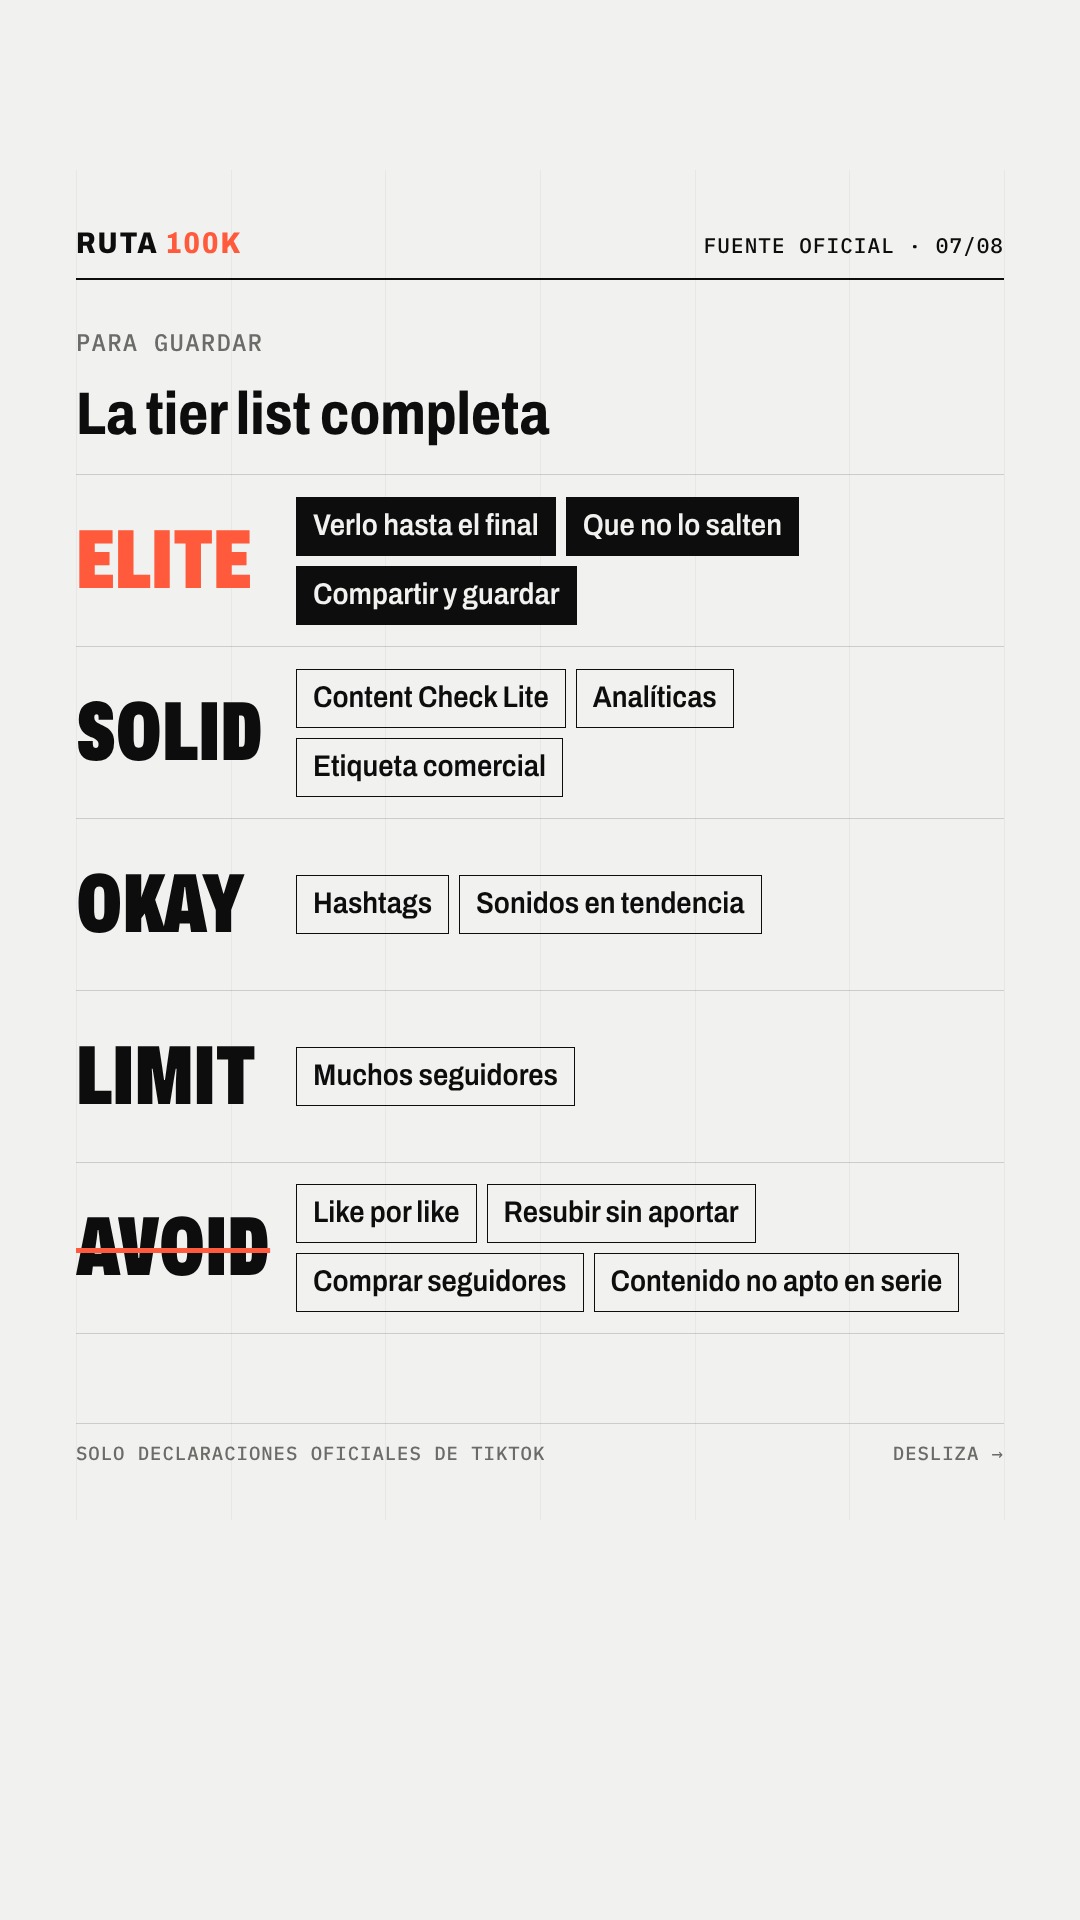 RUTA 100K
FUENTE OFICIAL · 07/08
PARA GUARDAR
La tier list completa
ELITE
Verlo hasta el final
Que no lo salten
Compartir y guardar
SOLID
Content Check Lite
Analíticas
Etiqueta comercial
OKAY
Hashtags
Sonidos en tendencia
LIMIT
Muchos seguidores
AVOID
Like por like
Resubir sin aportar
Comprar seguidores
Contenido no apto en serie
SOLO DECLARACIONES OFICIALES DE TIKTOK
DESLIZA →